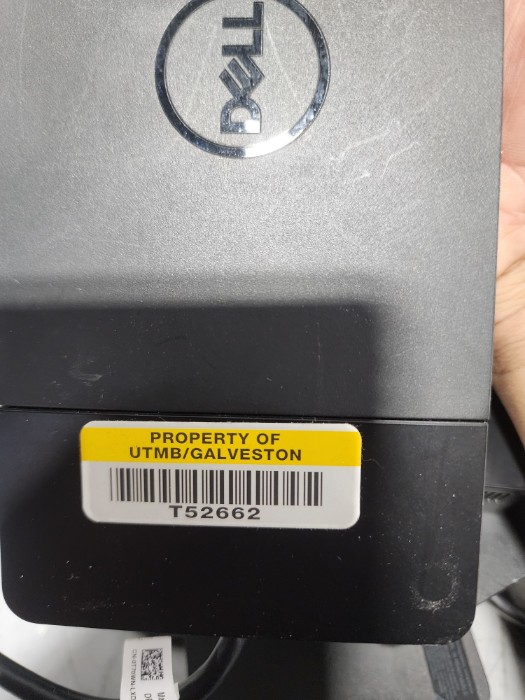 DELL
PROPERTY OF
UTMB/GALVESTON
T52662